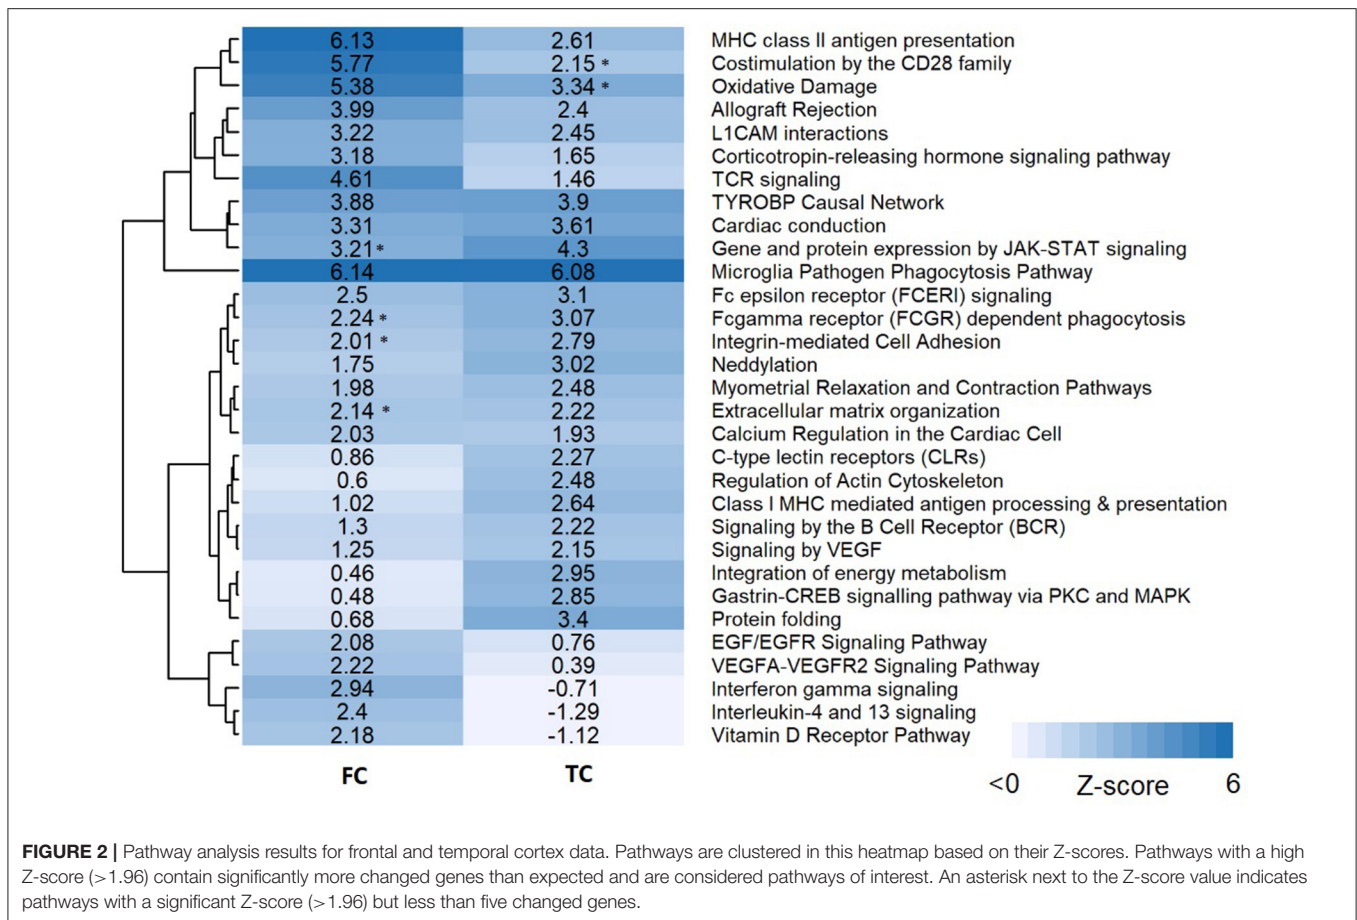 6.13 2.61 MHC class II antigen presentation
5.77 2.15 * Costimulation by the CD28 family
5.38 3.34 * Oxidative Damage
3.99 2.4 Allograft Rejection
3.22 2.45 L1CAM interactions
3.18 1.65 Corticotropin-releasing hormone signaling pathway
4.61 1.46 TCR signaling
3.88 3.9 TYROBP Causal Network
3.31 3.61 Cardiac conduction
3.21 * 4.3 Gene and protein expression by JAK-STAT signaling
6.14 6.08 Microglia Pathogen Phagocytosis Pathway
2.5 3.1 Fc epsilon receptor (FCERI) signaling
2.24 * 3.07 Fcgamma receptor (FCGR) dependent phagocytosis
2.01 * 2.79 Integrin-mediated Cell Adhesion
1.75 3.02 Neddylation
1.98 2.48 Myometrial Relaxation and Contraction Pathways
2.14 * 2.22 Extracellular matrix organization
2.03 1.93 Calcium Regulation in the Cardiac Cell
0.86 2.27 C-type lectin receptors (CLRs)
0.6 2.48 Regulation of Actin Cytoskeleton
1.02 2.64 Class I MHC mediated antigen processing & presentation
1.3 2.22 Signaling by the B Cell Receptor (BCR)
1.25 2.15 Signaling by VEGF
0.46 2.95 Integration of energy metabolism
0.48 2.85 Gastrin-CREB signalling pathway via PKC and MAPK
0.68 3.4 Protein folding
2.08 0.76 EGF/EGFR Signaling Pathway
2.22 0.39 VEGFA-VEGFR2 Signaling Pathway
2.94 -0.71 Interferon gamma signaling
2.4 -1.29 Interleukin-4 and 13 signaling
2.18 -1.12 Vitamin D Receptor Pathway
FC TC
<0 Z-score 6
FIGURE 2 | Pathway analysis results for frontal and temporal cortex data. Pathways are clustered in this heatmap based on their Z-scores. Pathways with a high
Z-score (>1.96) contain significantly more changed genes than expected and are considered pathways of interest. An asterisk next to the Z-score value indicates
pathways with a significant Z-score (>1.96) but less than five changed genes.